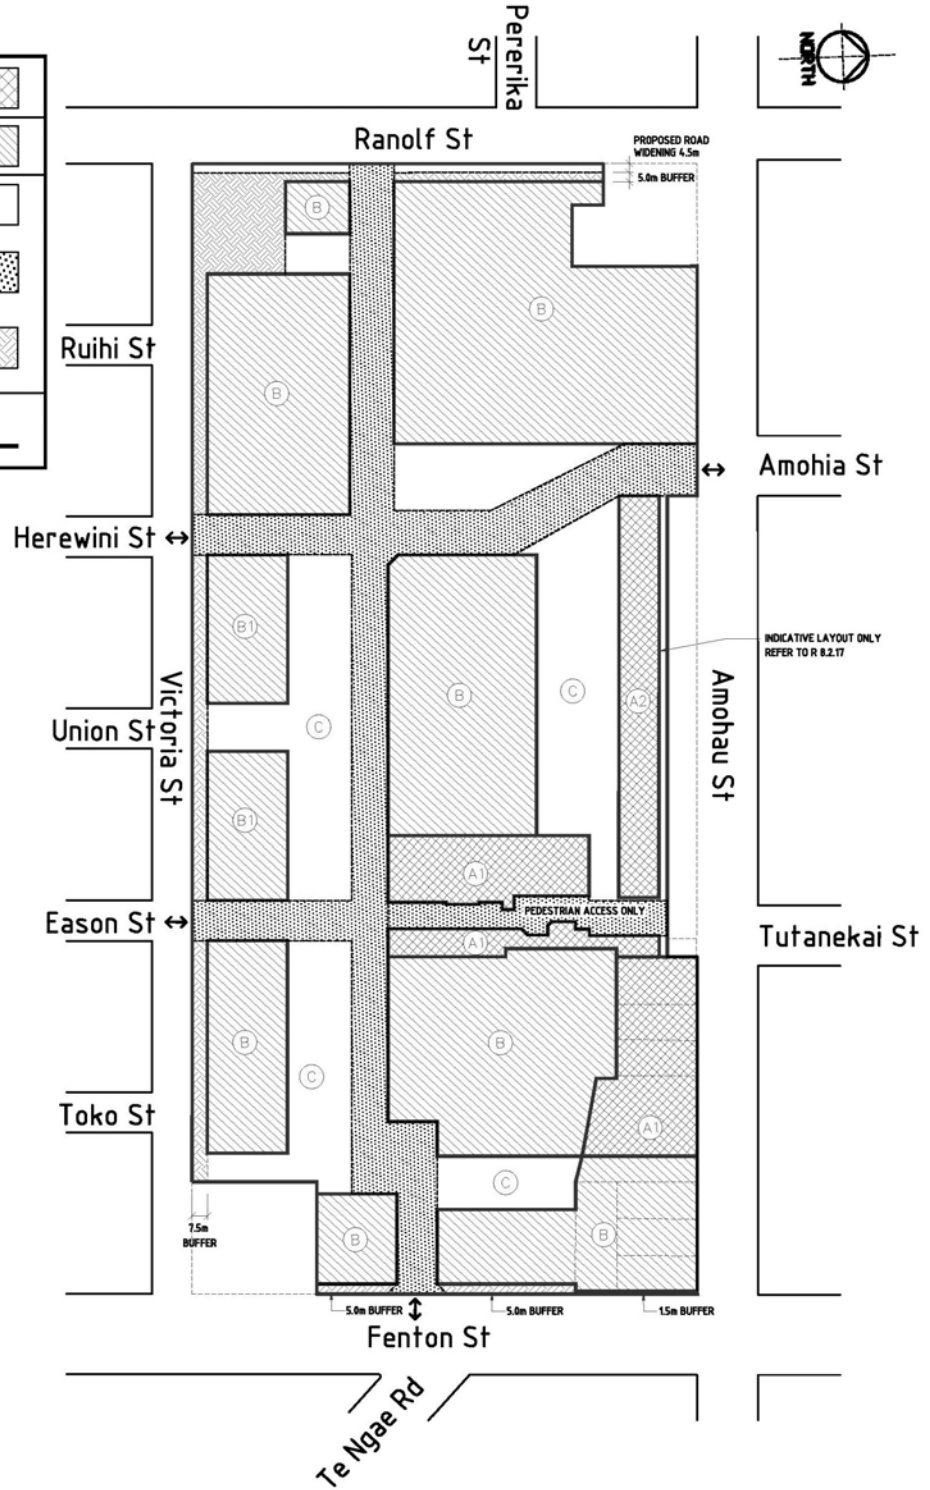 Pererika
St
NORTH
Ranolf St
PROPOSED ROAD
WIDENING 4.5m
5.0m BUFFER
B
B
Ruihi St
B
Amohia St
Herewini St
B1
INDICATIVE LAYOUT ONLY
REFER TO R 8.2.17
Victoria St
B
C
A2
Amohau St
Union St
C
B1
A1
PEDESTRIAN ACCESS ONLY
Eason St
Tutanekai St
A1
B
B
C
Toko St
A1
C
7.5m
BUFFER
B
B
5.0m BUFFER
5.0m BUFFER
1.5m BUFFER
Fenton St
Te Ngae Rd